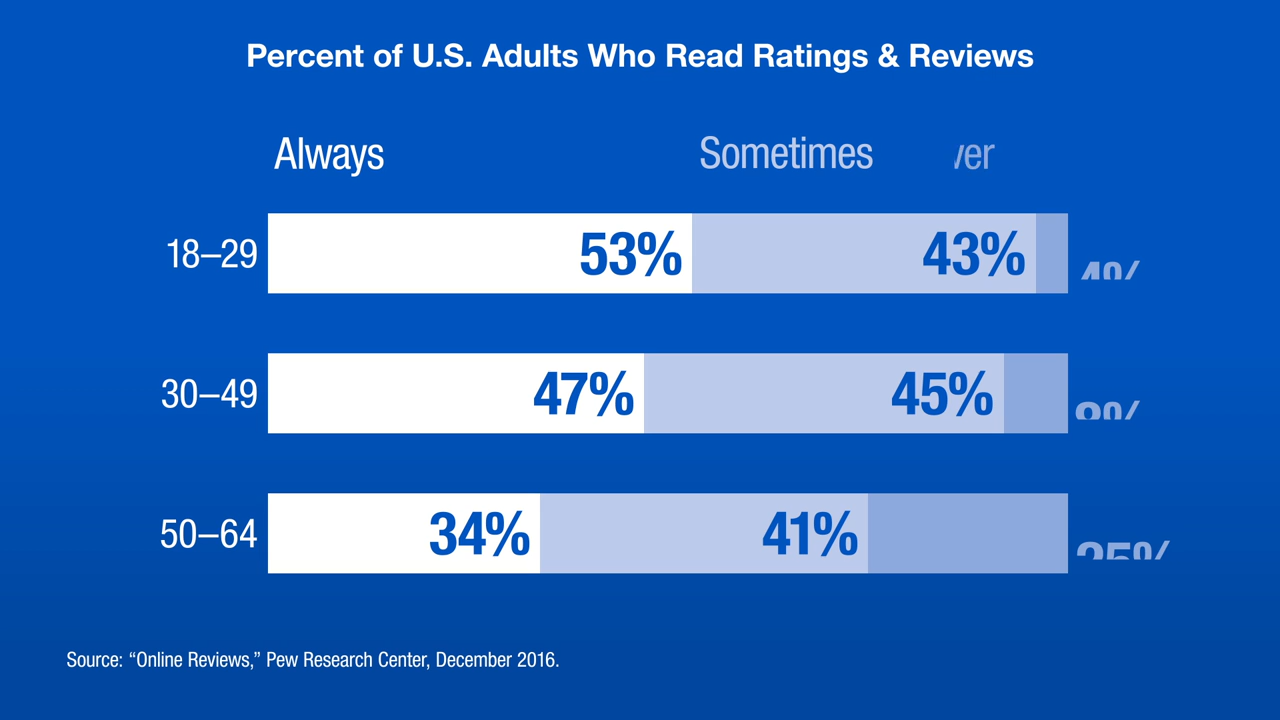 Percent of U.S. Adults Who Read Ratings & Reviews
Always Sometimes
18–29 53% 43%
30–49 47% 45%
50–64 34% 41%
Source: “Online Reviews,” Pew Research Center, December 2016.